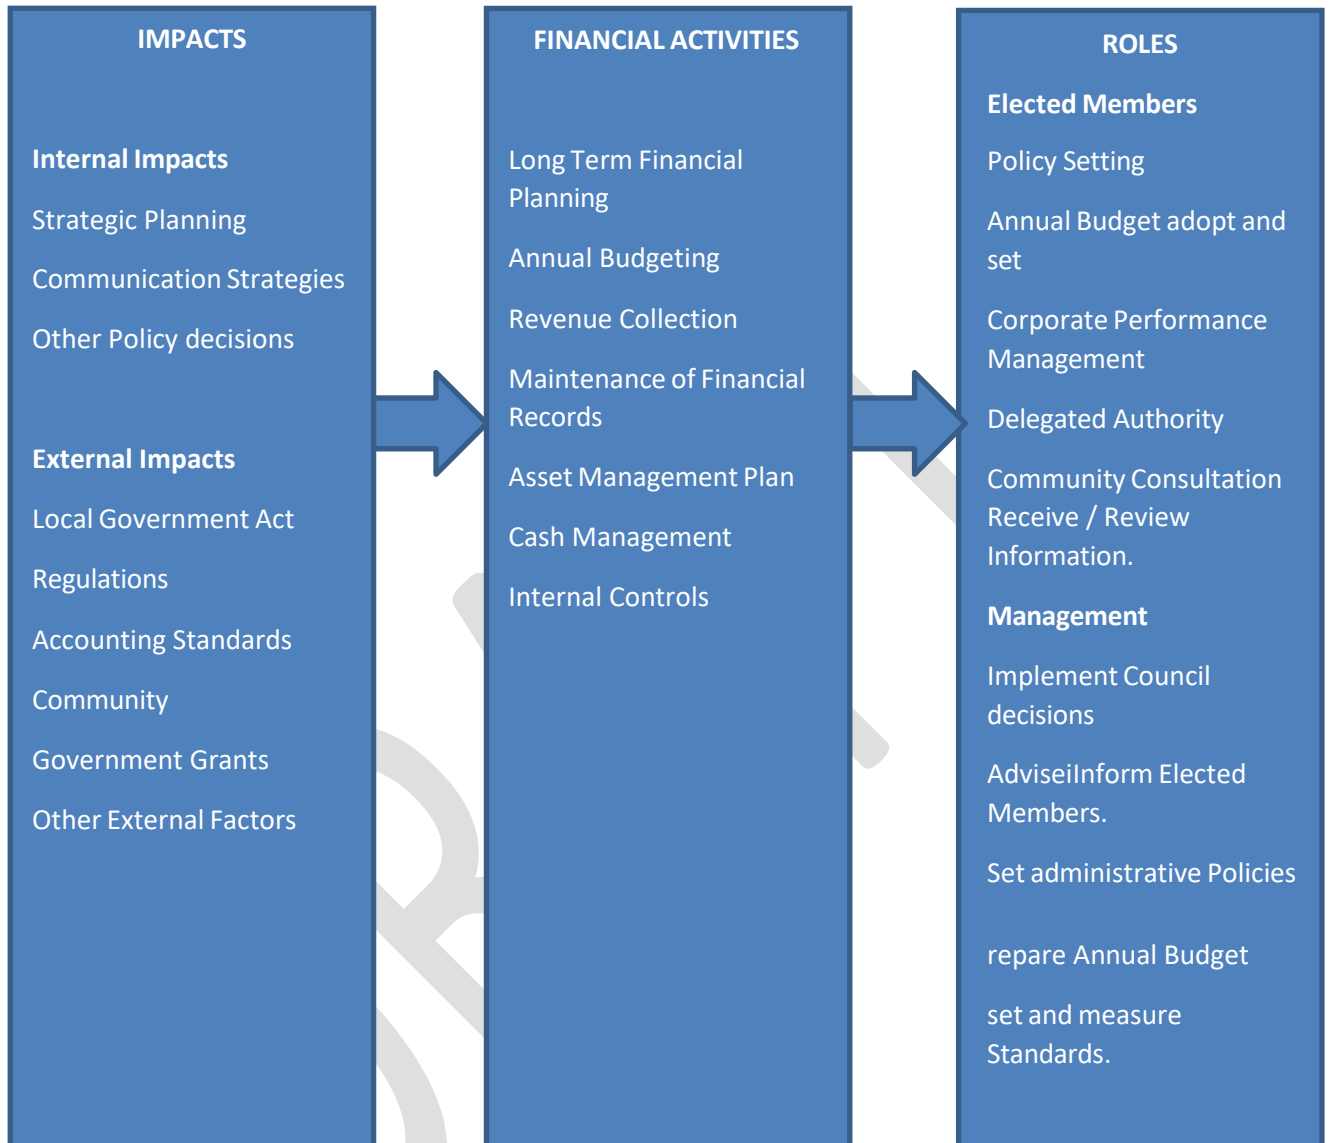 IMPACTS
Internal Impacts
Strategic Planning
Communication Strategies
Other Policy decisions
External Impacts
Local Government Act
Regulations
Accounting Standards
Community
Government Grants
Other External Factors
FINANCIAL ACTIVITIES
Long Term Financial
Planning
Annual Budgeting
Revenue Collection
Maintenance of Financial
Records
Asset Management Plan
Cash Management
Internal Controls
ROLES
Elected Members
Policy Setting
Annual Budget adopt and
set
Corporate Performance
Management
Delegated Authority
Community Consultation
Receive / Review
Information.
Management
Implement Council
decisions
AdviseiInform Elected
Members.
Set administrative Policies
repare Annual Budget
set and measure
Standards.